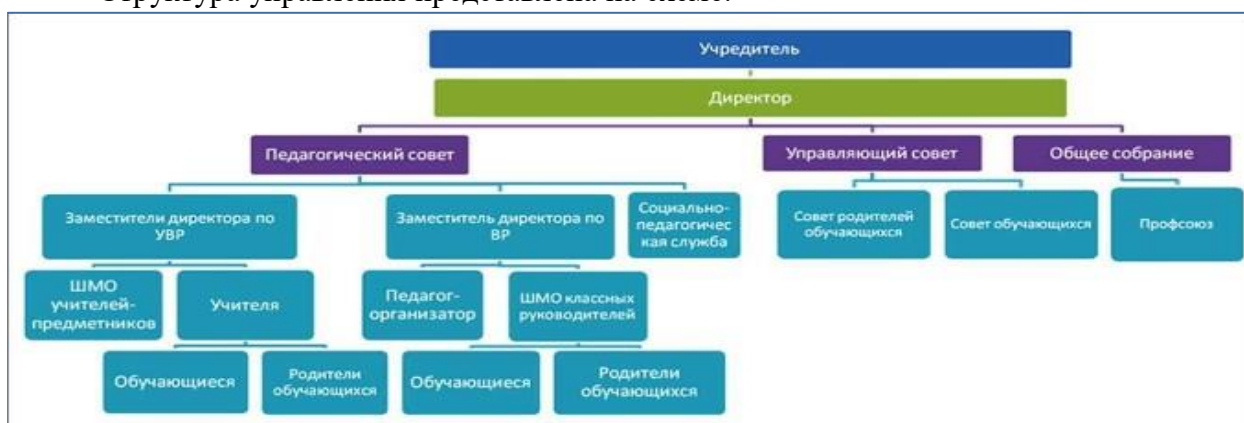 Структура управления представлена на схеме.
Учредитель
Директор
Педагогический совет
Управляющий совет
Общее собрание
Заместители директора по
УВР
Заместитель директора по
ВР
Социально-
педагогичес
кая служба
Совет родителей
обучающихся
Совет обучающихся
Профсоюз
ШМО
учителей-
предметников
Учителя
Педагог-
организатор
ШМО классных
руководителей
Обучающиеся
Родители
обучающихся
Обучающиеся
Родители
обучающихся